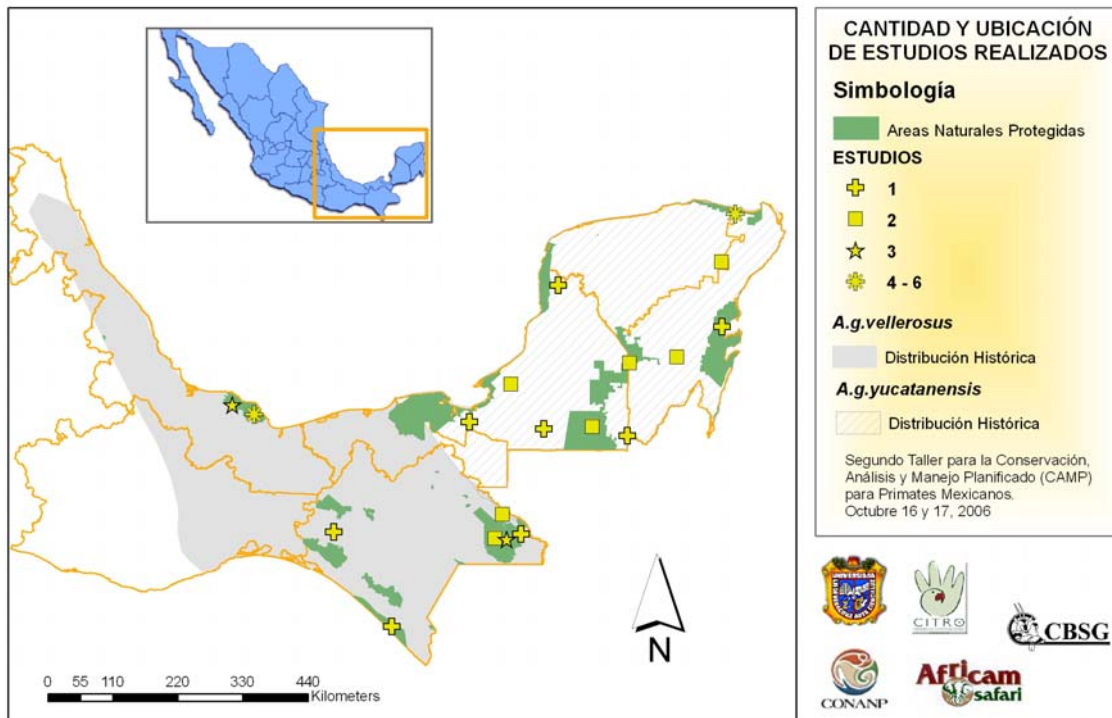 CANTIDAD Y UBICACIÓN
DE ESTUDIOS REALIZADOS
Simbología
Areas Naturales Protegidas
ESTUDIOS
1
2
3
4 - 6
A.g.vellerosus
Distribución Histórica
A.g.yucatanensis
Distribución Histórica
Segundo Taller para la Conservación,
Análisis y Manejo Planificado (CAMP)
para Primates Mexicanos.
Octubre 16 y 17, 2006
N
0 55 110 220 330 440
Kilometers
CITRO
CBSG
CONANP
Africam
safari